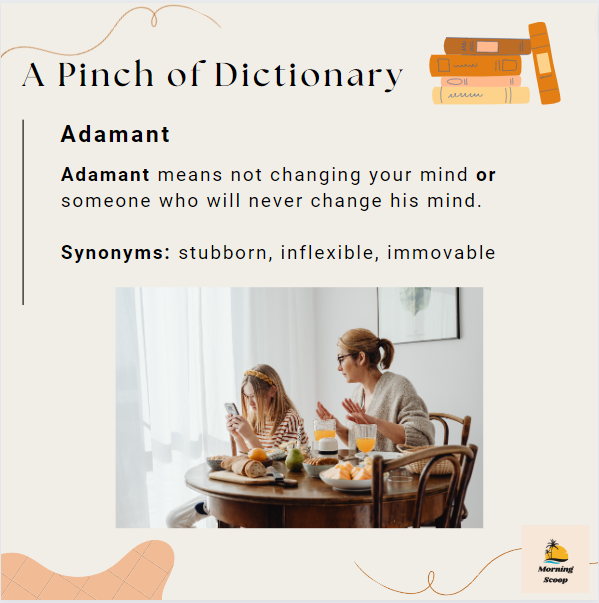 A Pinch of Dictionary
Adamant
Adamant means not changing your mind or
someone who will never change his mind.
Synonyms: stubborn, inflexible, immovable
Morning
Scoop